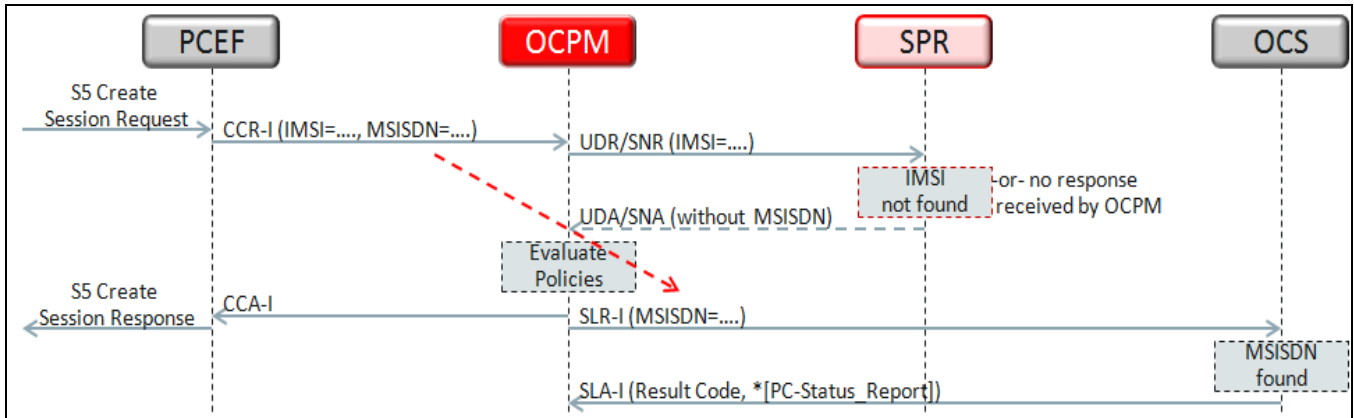 PCEF
OCPM
SPR
OCS
S5 Create
Session Request
CCR-I (IMSI=...., MSISDN=....)
UDR/SNR (IMSI=....)
IMSI
not found
-or- no response
received by OCPM
UDA/SNA (without MSISDN)
Evaluate
Policies
S5 Create
Session Response
CCA-I
SLR-I (MSISDN=....)
MSISDN
found
SLA-I (Result Code, *[PC-Status_Report])